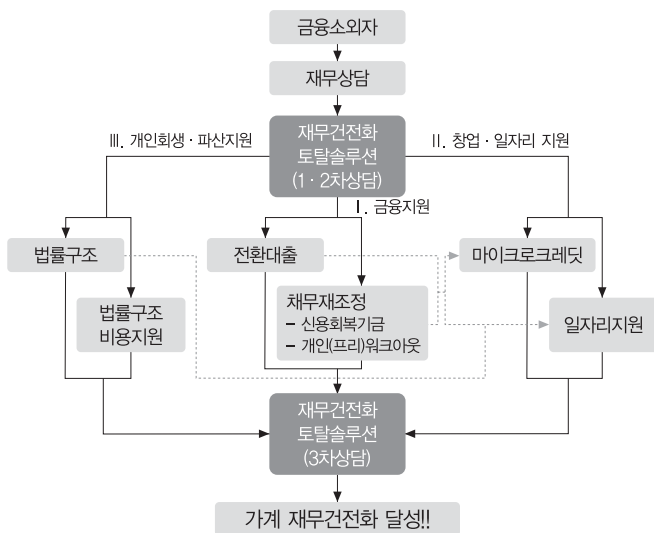 금융소외자
재무상담
재무건전화
토탈솔루션
(1·2차상담)
Ⅲ. 개인회생·파산지원
Ⅱ. 창업·일자리 지원
Ⅰ. 금융지원
법률구조
전환대출
마이크로크레딧
법률구조
비용지원
채무재조정
– 신용회복기금
– 개인(프리)워크아웃
일자리지원
재무건전화
토탈솔루션
(3차상담)
가계 재무건전화 달성!!